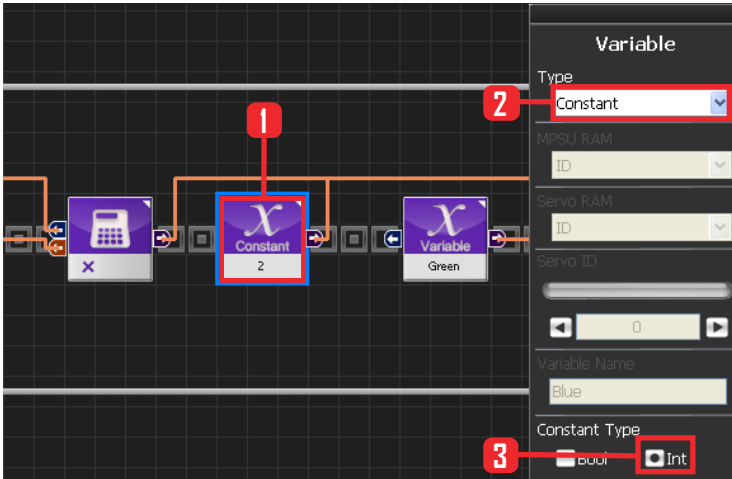 Variable
Type
2
Constant
1
MPSU RAM
ID
Servo RAM
ID
X
Constant
2
X
Variable
Green
Servo ID
0
Variable Name
Blue
Constant Type
3
Bool
Int